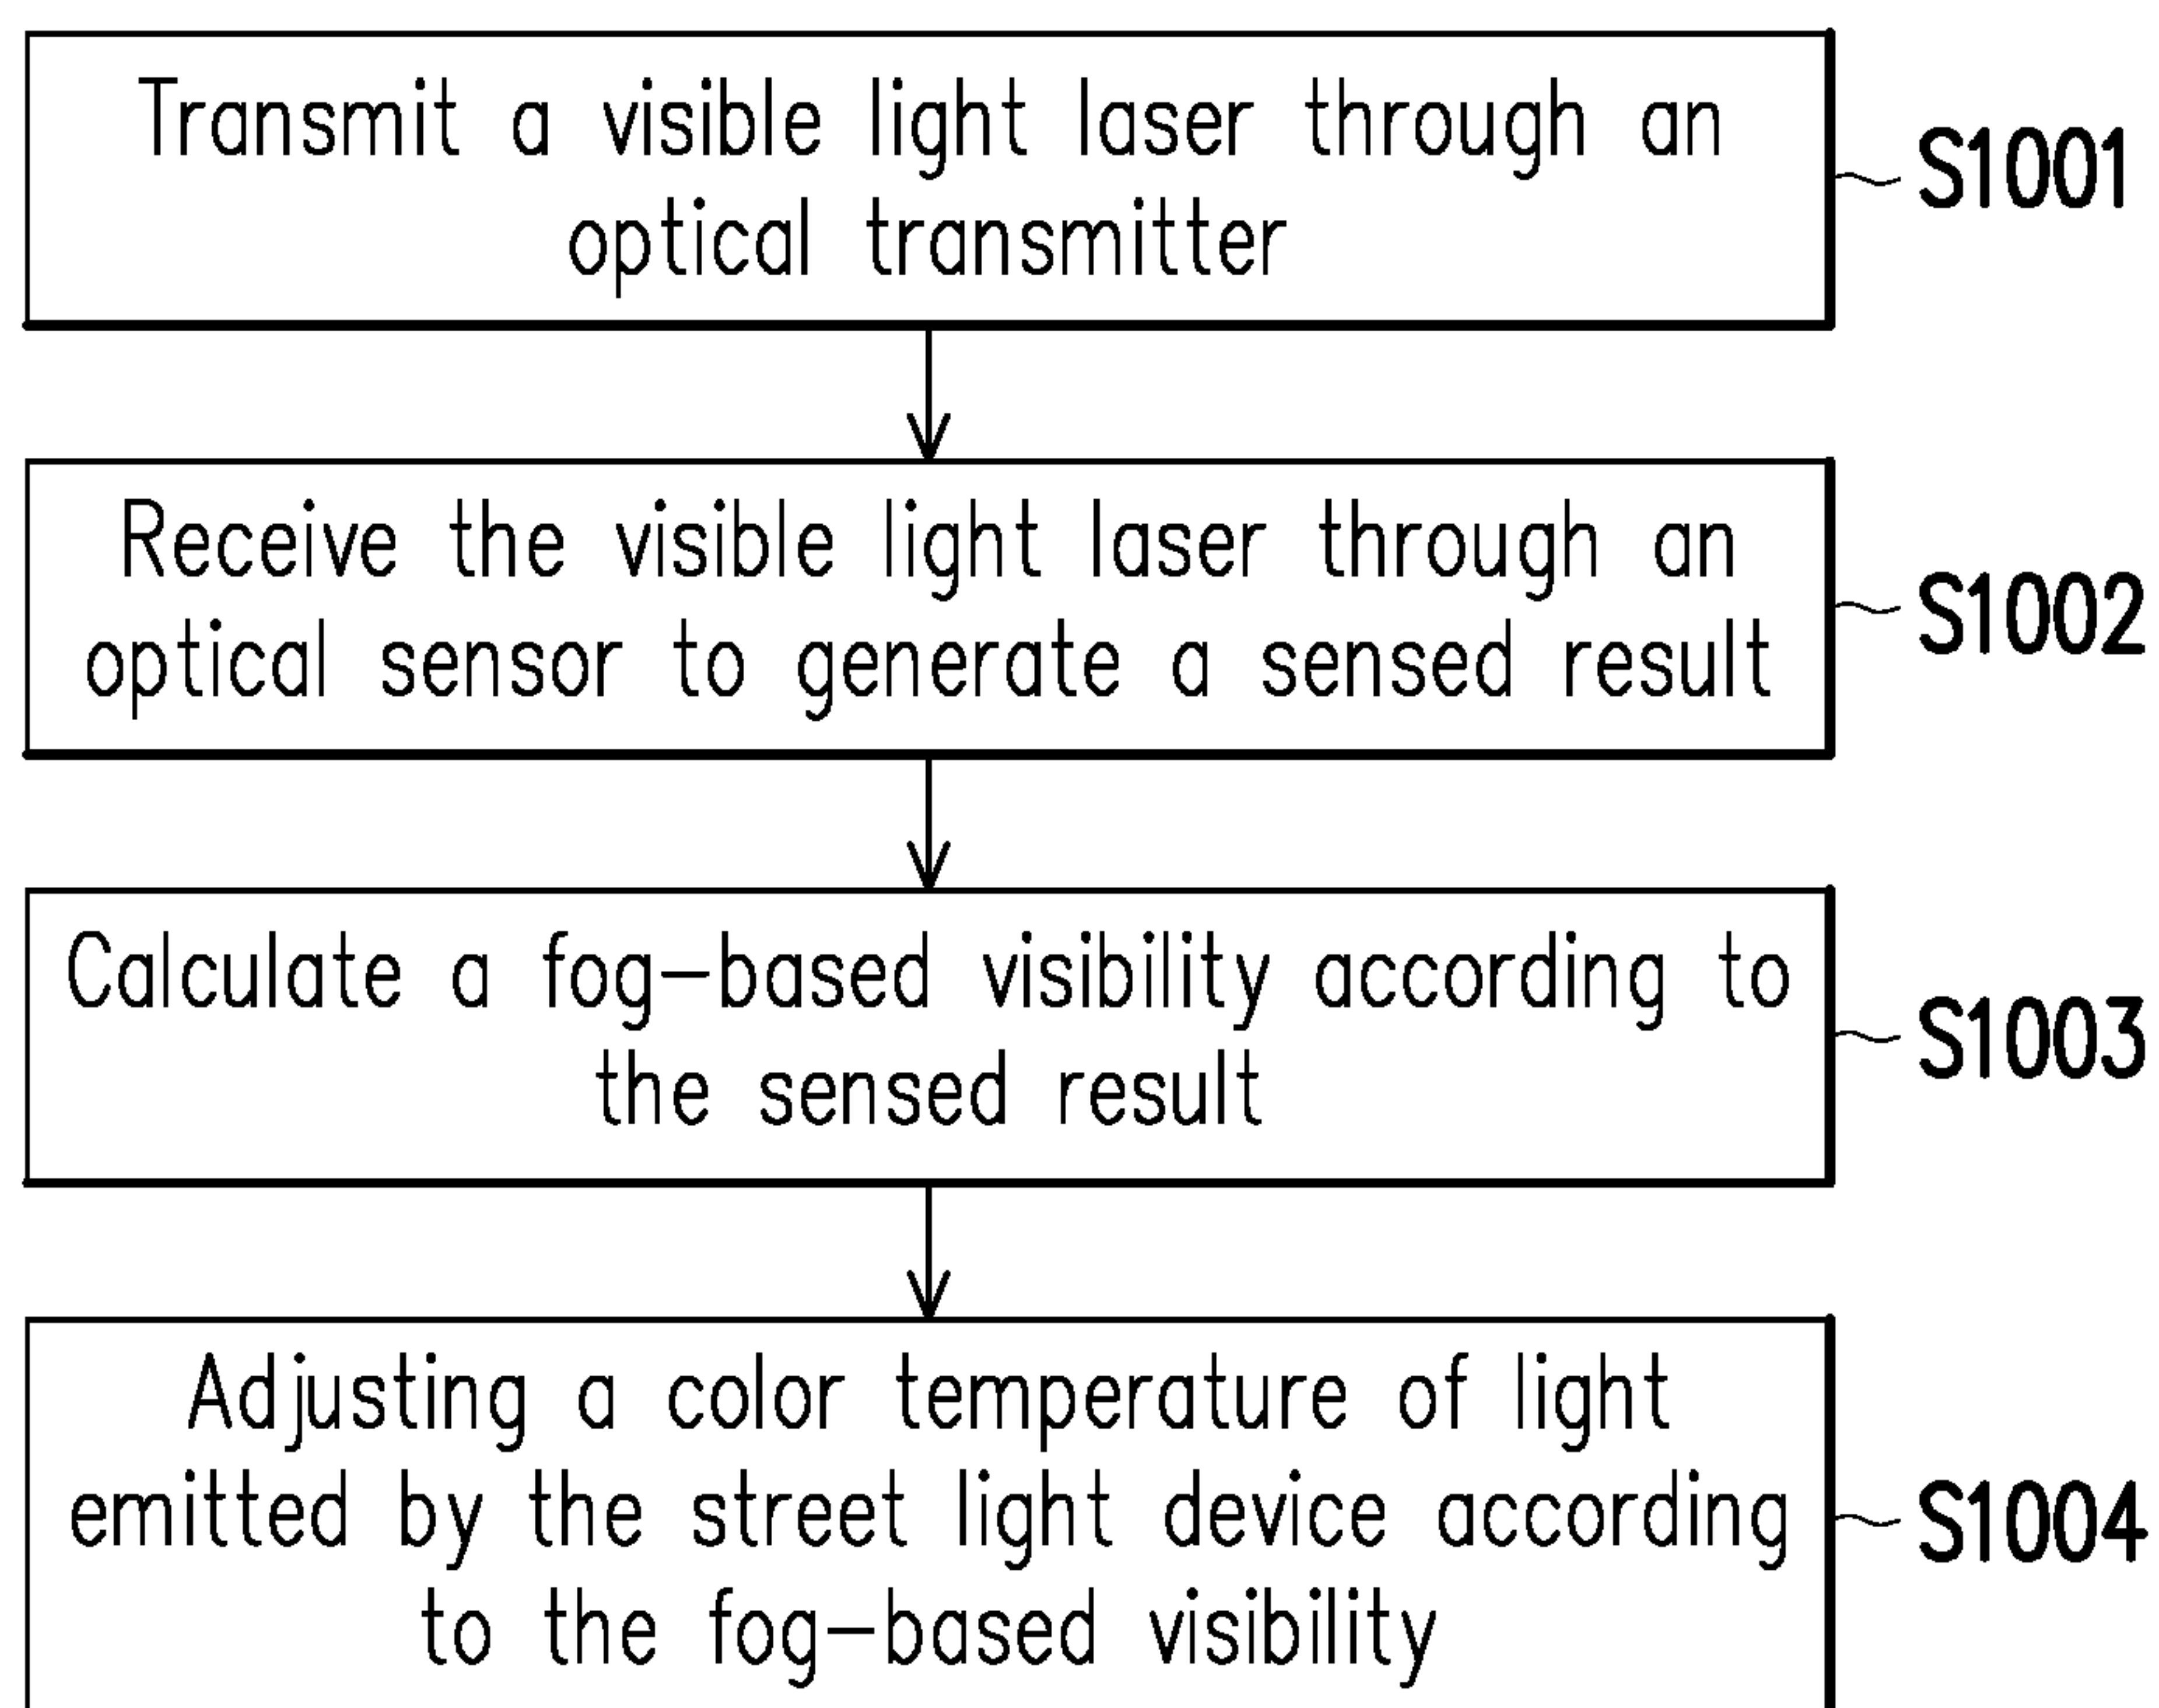 Transmit a visible light laser through an
optical transmitter
S1001
Receive the visible light laser through an
optical sensor to generate a sensed result
S1002
Calculate a fog-based visibility according to
the sensed result
S1003
Adjusting a color temperature of light
emitted by the street light device according
to the fog-based visibility
S1004